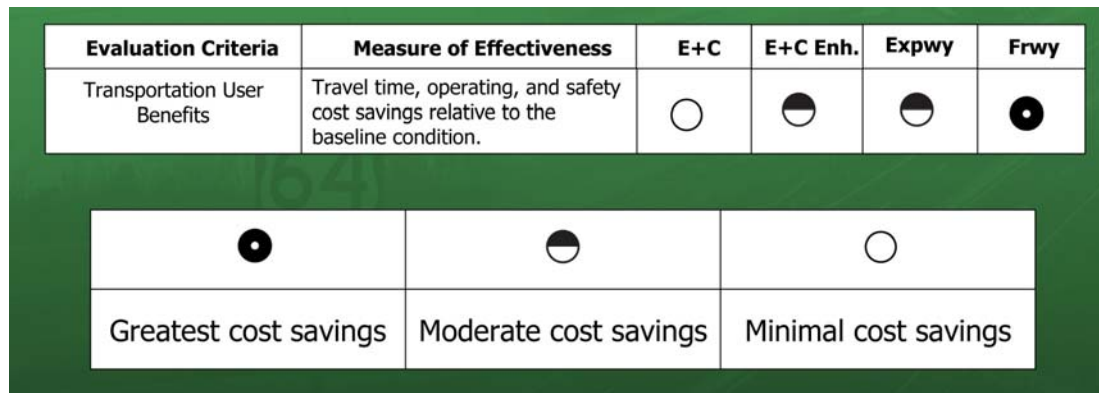 Evaluation Criteria Measure of Effectiveness E+C E+C Enh. Expwy Frwy
Transportation User
Benefits
Travel time, operating, and safety
cost savings relative to the
baseline condition.
64
Greatest cost savings Moderate cost savings Minimal cost savings